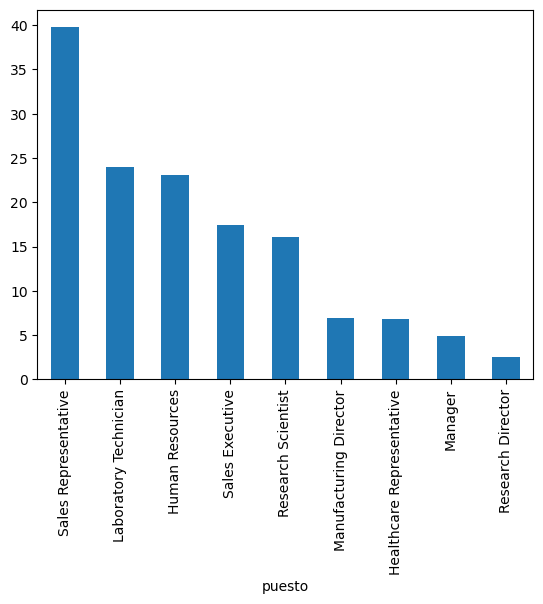 40
35
30
25
20
15
10
5
0
Sales Representative
Laboratory Technician
Human Resources
Sales Executive
Research Scientist
Manufacturing Director
Healthcare Representative
Manager
Research Director
puesto